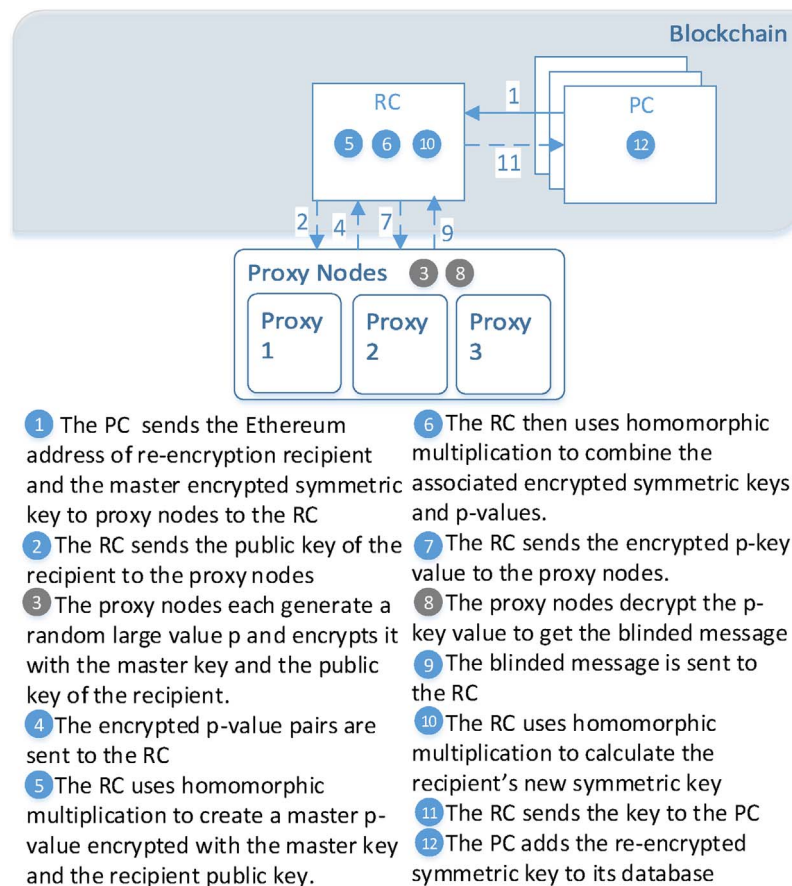 Blockchain
RC
1
PC
5 6 10
12
11
2
4
7
9
Proxy Nodes 3 8
Proxy
1
Proxy
2
Proxy
3
1 The PC sends the Ethereum
address of re-encryption recipient
and the master encrypted symmetric
key to proxy nodes to the RC
2 The RC sends the public key of the
recipient to the proxy nodes
3 The proxy nodes each generate a
random large value p and encrypts it
with the master key and the public
key of the recipient.
4 The encrypted p-value pairs are
sent to the RC
5 The RC uses homomorphic
multiplication to create a master p-
value encrypted with the master key
and the recipient public key.
6 The RC then uses homomorphic
multiplication to combine the
associated encrypted symmetric keys
and p-values.
7 The RC sends the encrypted p-key
value to the proxy nodes.
8 The proxy nodes decrypt the p-
key value to get the blinded message
9 The blinded message is sent to
the RC
10 The RC uses homomorphic
multiplication to calculate the
recipient's new symmetric key
11 The RC sends the key to the PC
12 The PC adds the re-encrypted
symmetric key to its database